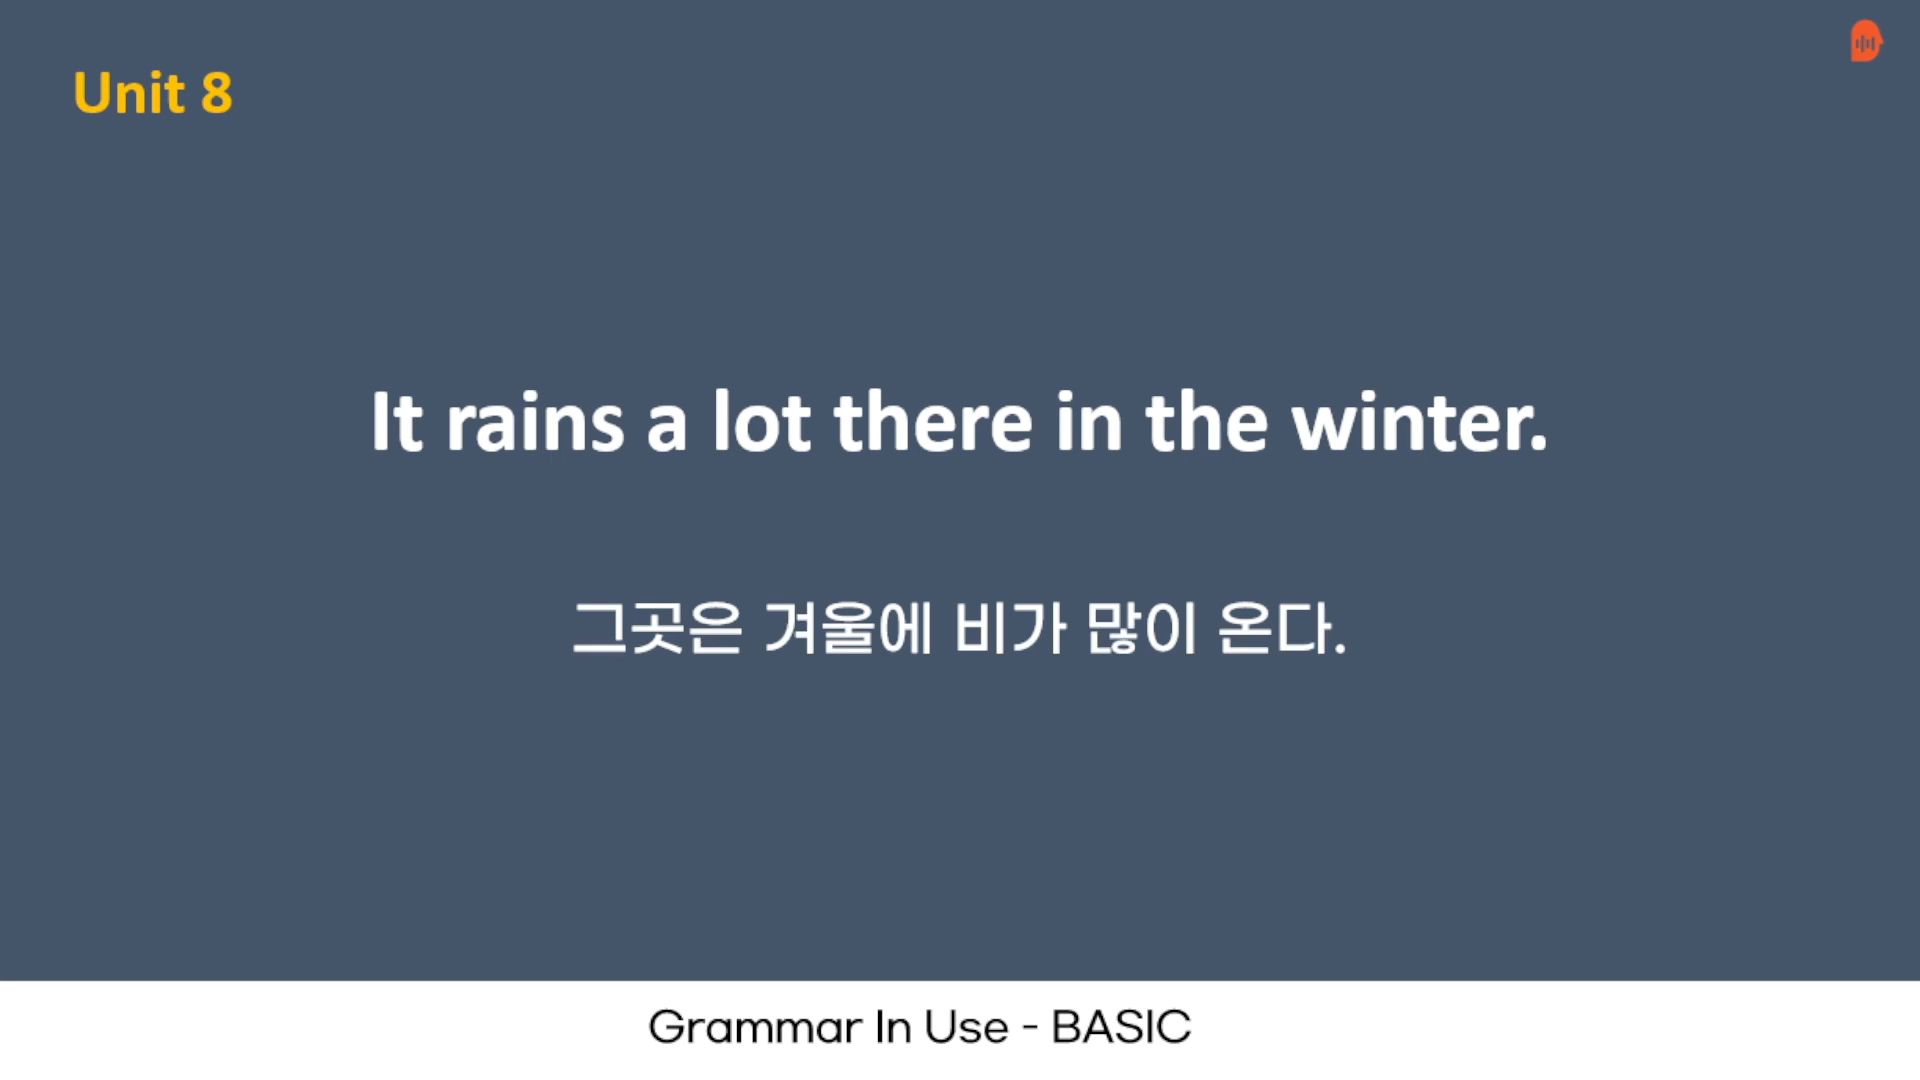 Unit 8
It rains a lot there in the winter.
그곳은 겨울에 비가 많이 온다.
Grammar In Use - BASIC